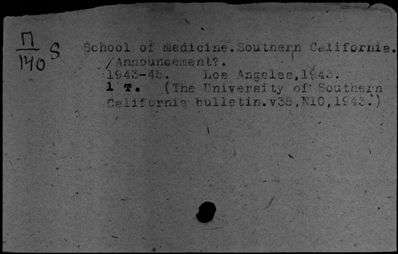 П
140
S
School of medicine.Southern California.
/Announcement?.
1943-45. Los Angeles,1943.
1 т. (The University of Southern
California bulletin.v38,N10,1943.)